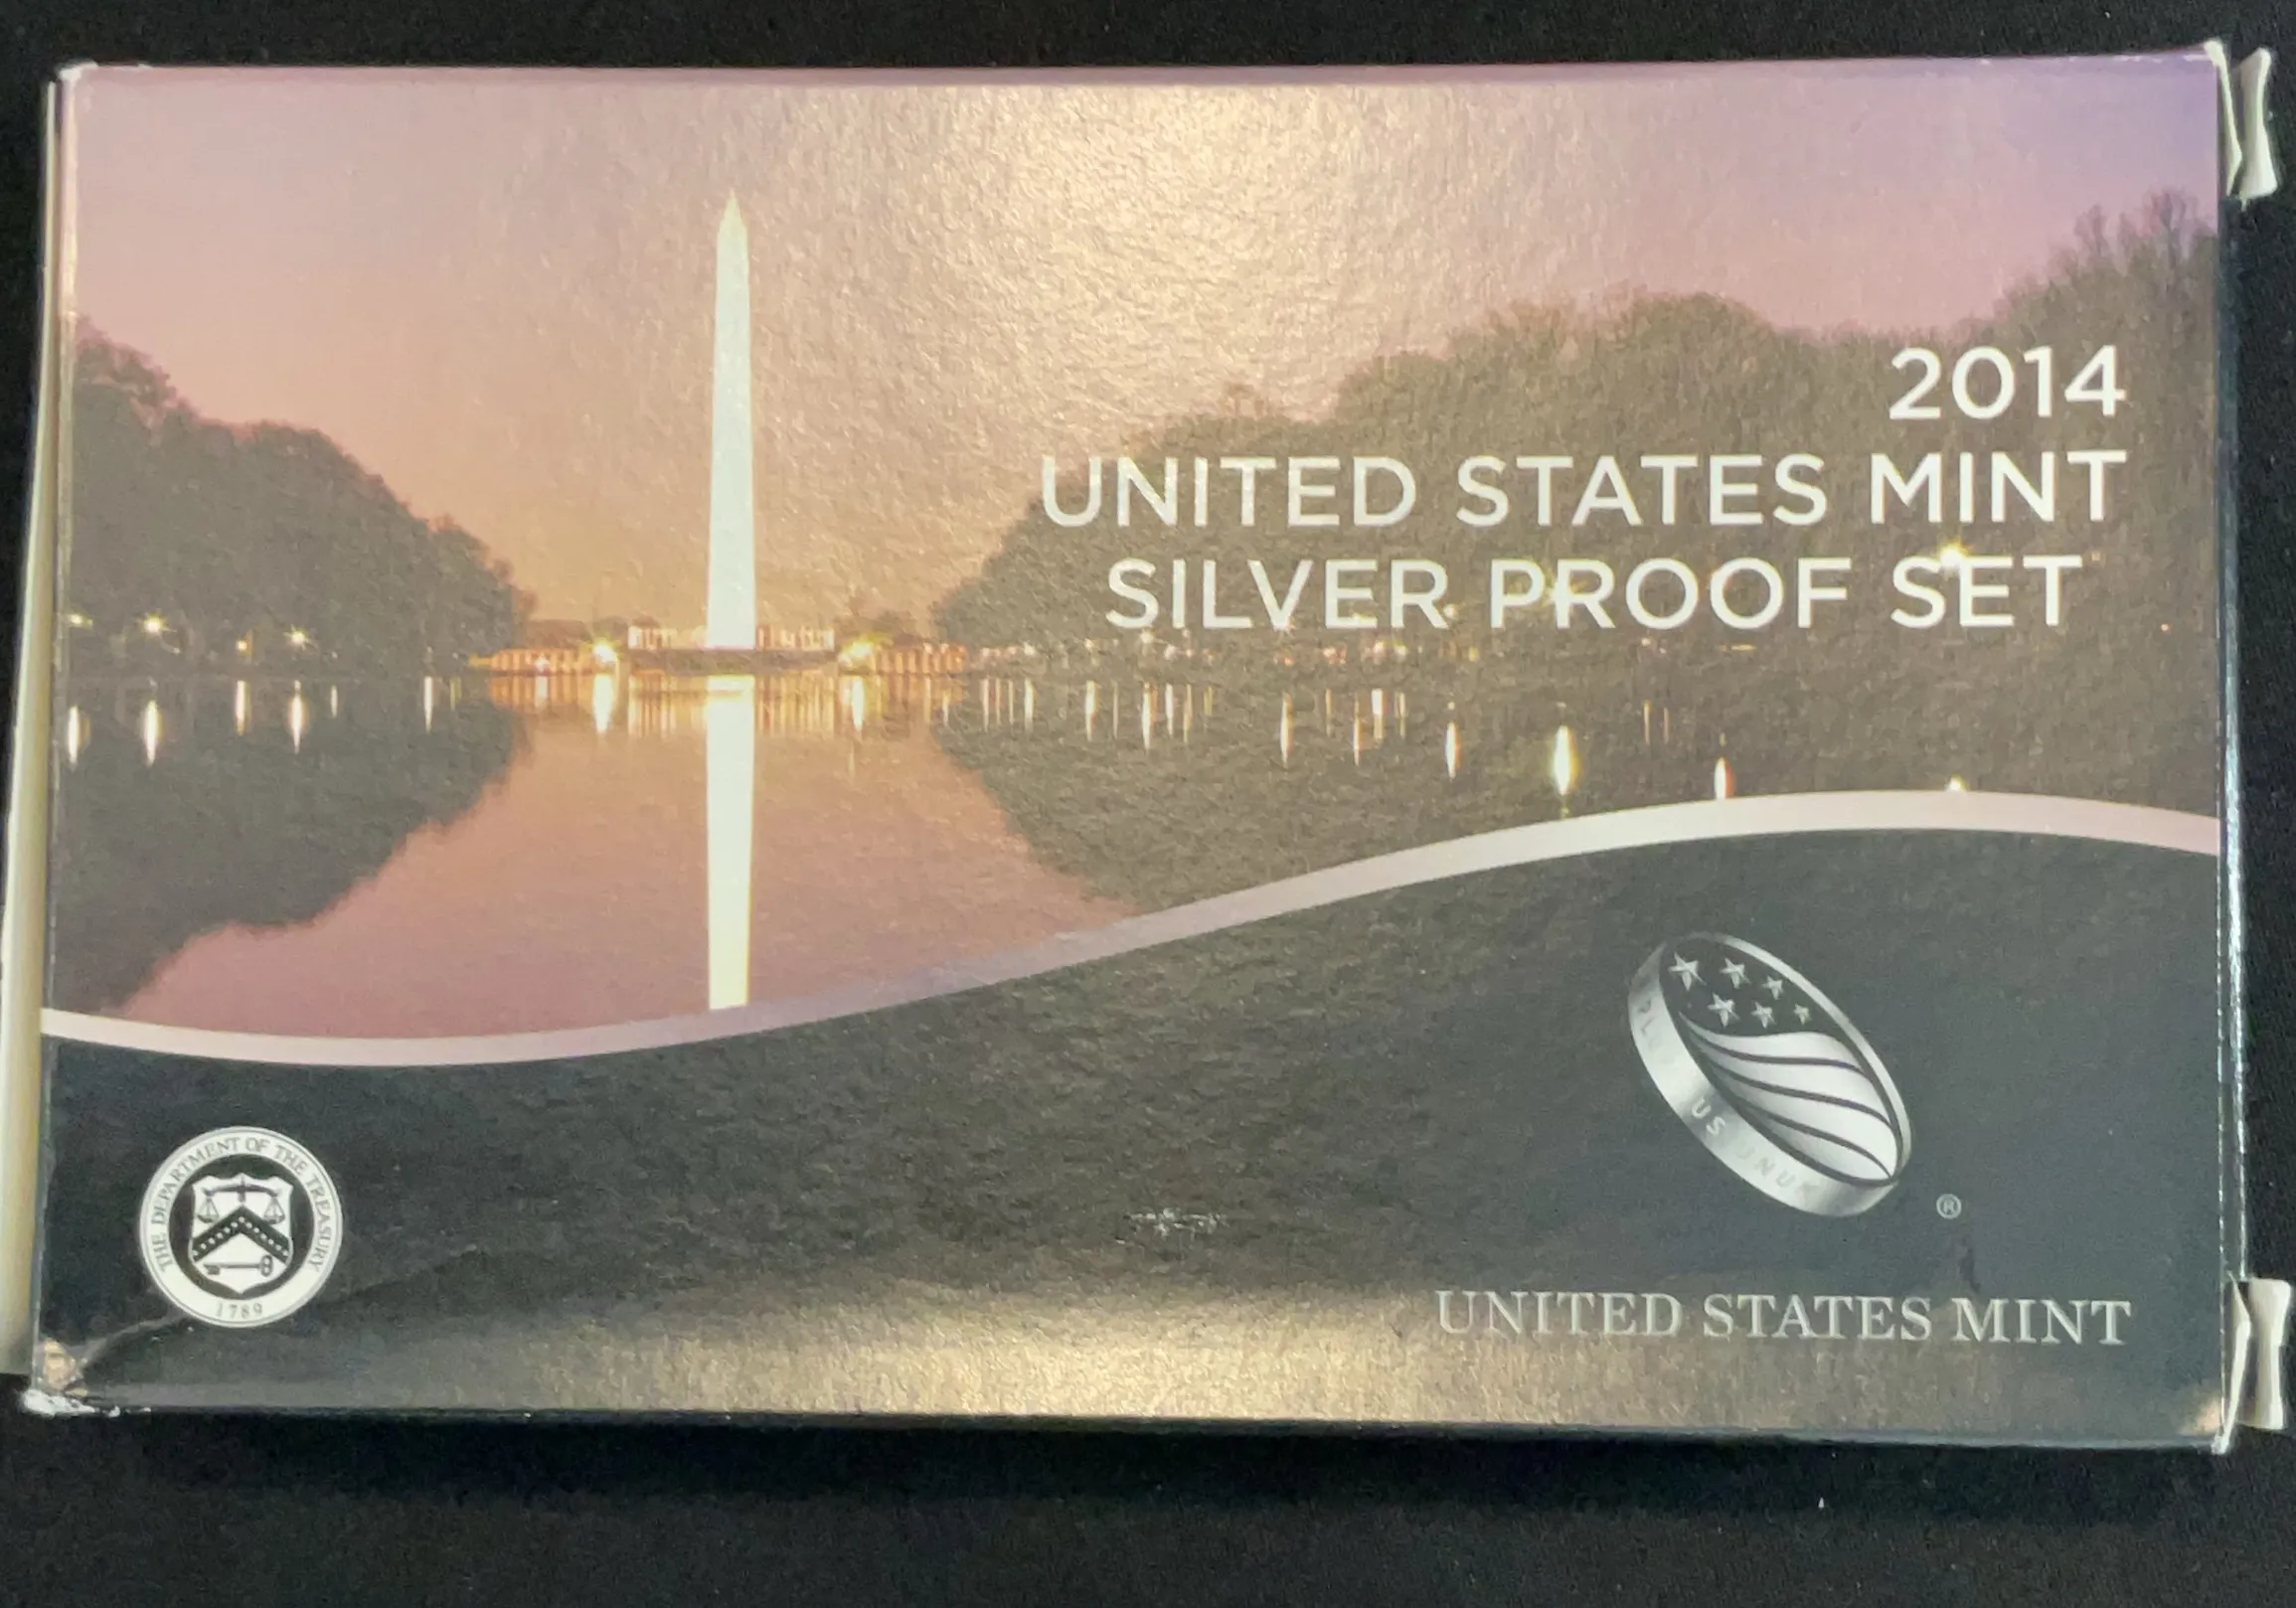 2014
UNITED STATES MINT
SILVER PROOF SET
THE DEPARTMENT OF THE TREASURY
1789
®
UNITED STATES MINT